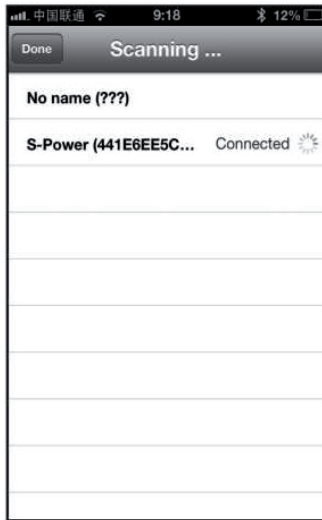 中国联通 9:18 12%
Done Scanning ...
No name (???)
S-Power (441E6EE5C... Connected